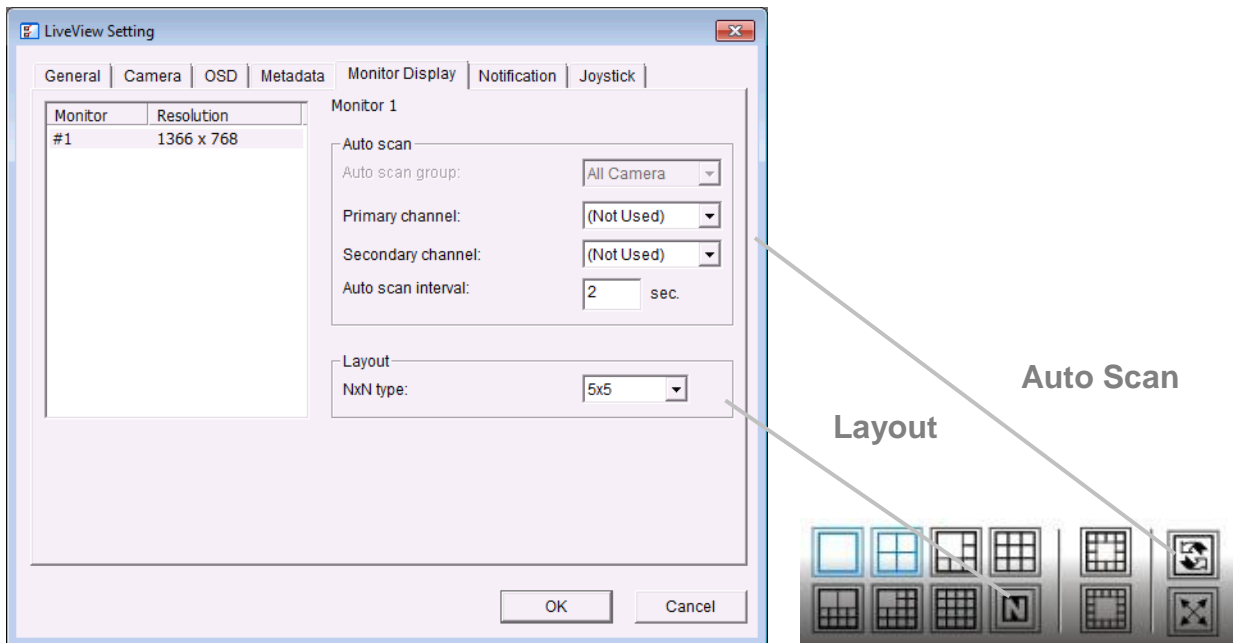 LiveView Setting
General Camera OSD Metadata Monitor Display Notification Joystick
Monitor Resolution
#1 1366 x 768
Monitor 1
Auto scan
Auto scan group: All Camera
Primary channel: (Not Used)
Secondary channel: (Not Used)
Auto scan interval: 2 sec.
Layout
NxN type: 5x5
OK Cancel
Auto Scan
Layout
N